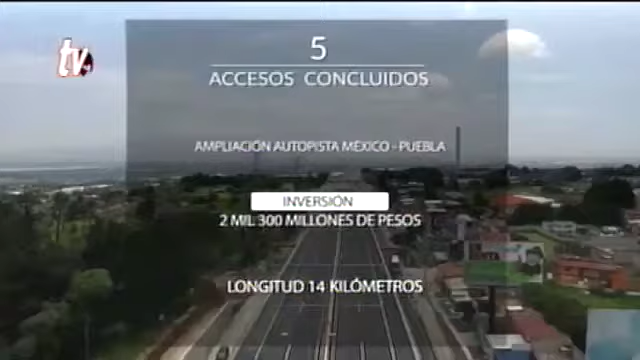 tv
5
ACCESOS CONCLUIDOS
AMPLIACIÓN AUTOPISTA MÉXICO - PUEBLA
INVERSIÓN
2 MIL 300 MILLONES DE PESOS
LONGITUD 14 KILÓMETROS